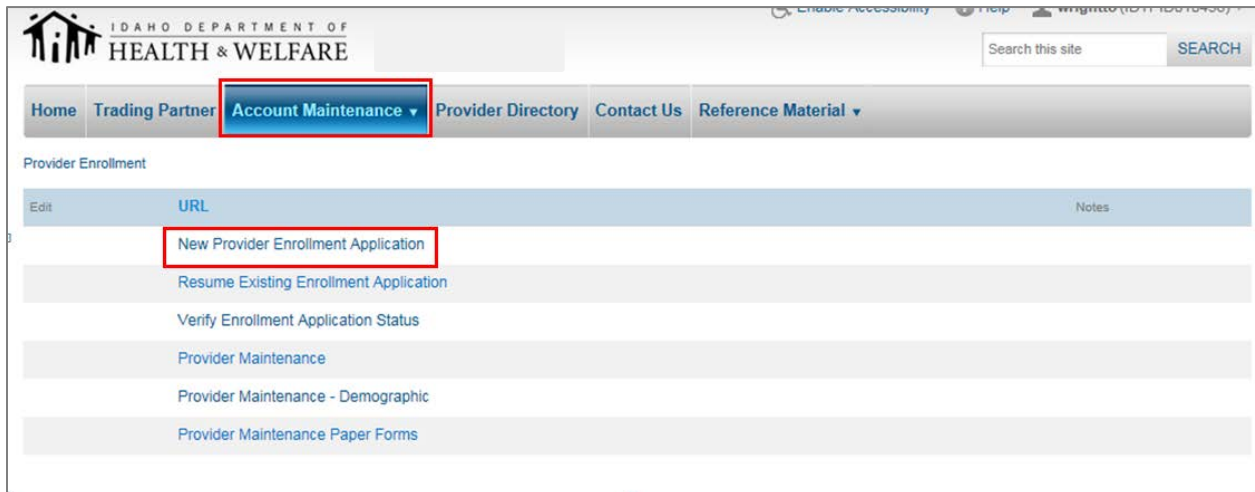 Enable Accessibility Help
IDAHO DEPARTMENT OF
HEALTH & WELFARE
Search this site SEARCH
Home Trading Partner Account Maintenance Provider Directory Contact Us Reference Material
Provider Enrollment
Edit URL Notes
New Provider Enrollment Application
Resume Existing Enrollment Application
Verify Enrollment Application Status
Provider Maintenance
Provider Maintenance - Demographic
Provider Maintenance Paper Forms